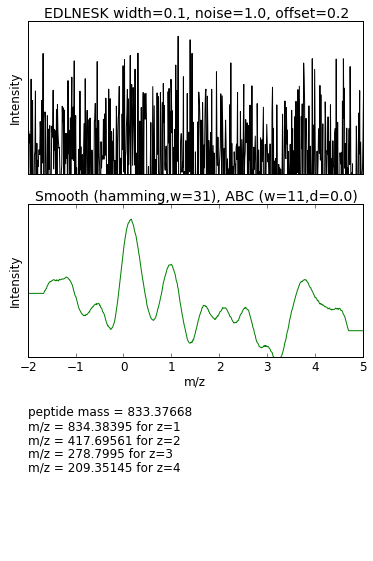 EDLNESK width=0.1, noise=1.0, offset=0.2
Intensity
Smooth (hamming,w=31), ABC (w=11,d=0.0)
Intensity
−2 −1 0 1 2 3 4 5
m/z
peptide mass = 833.37668
m/z = 834.38395 for z=1
m/z = 417.69561 for z=2
m/z = 278.7995 for z=3
m/z = 209.35145 for z=4